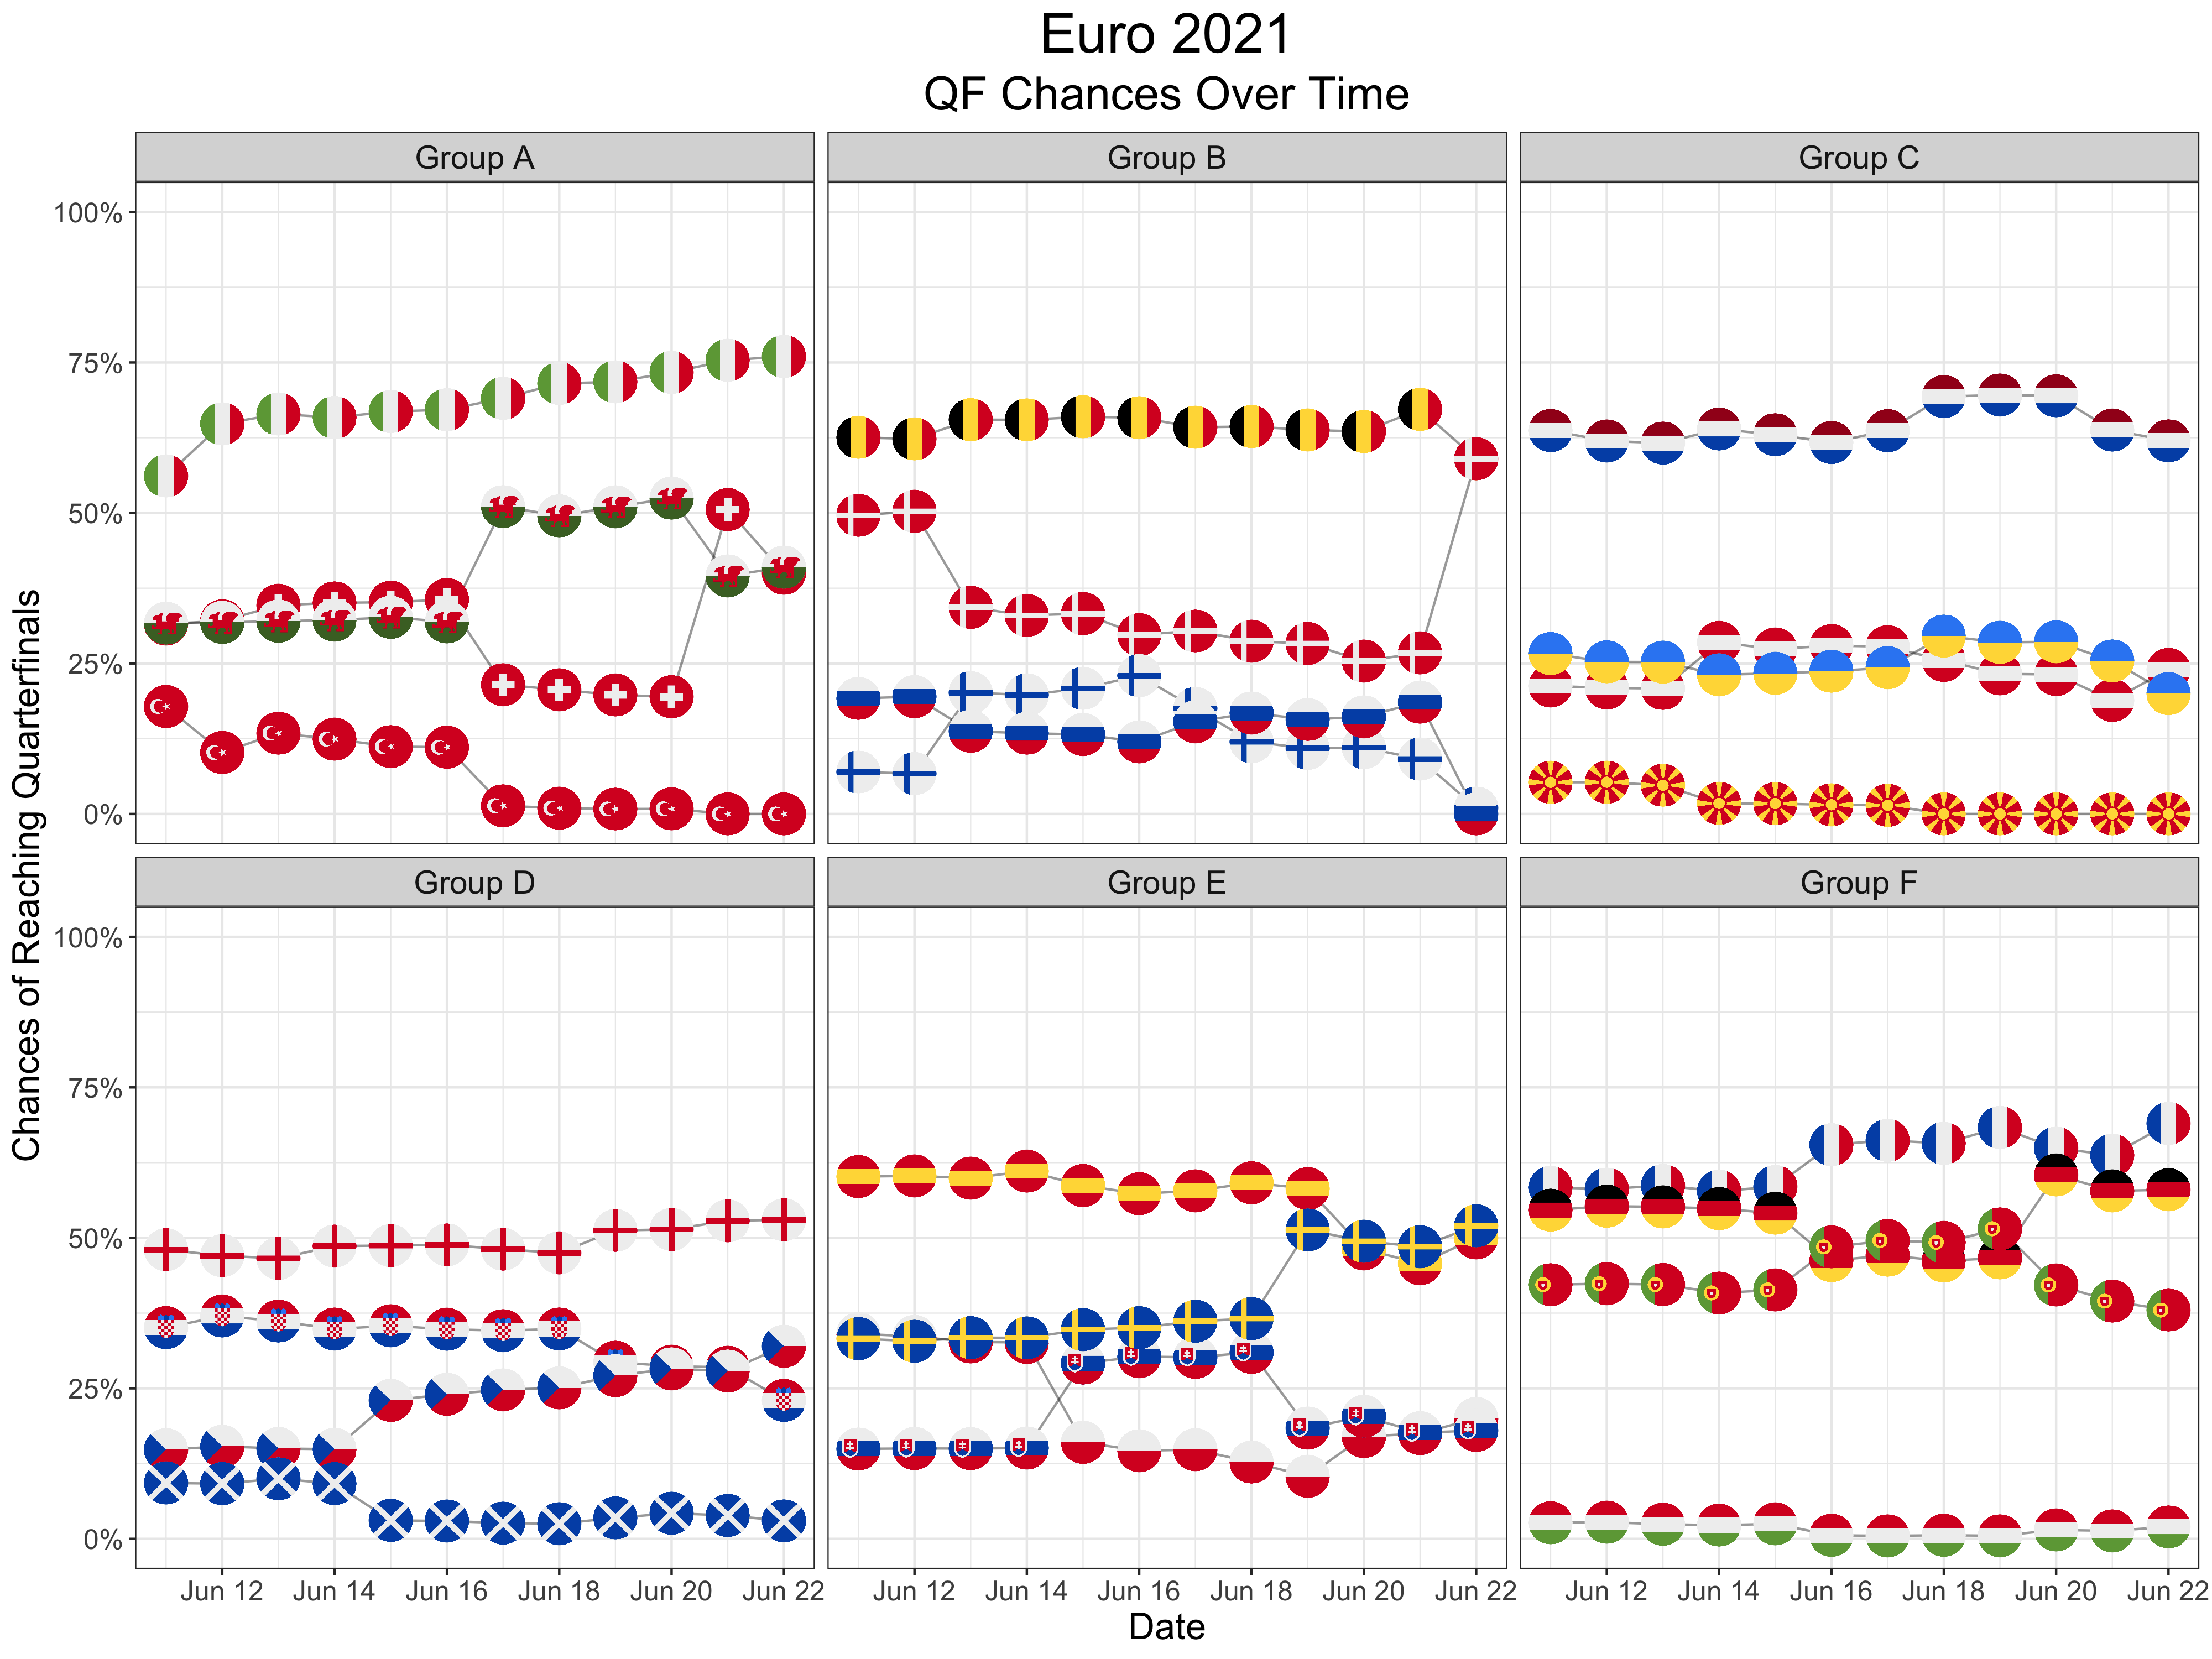 Euro 2021
QF Chances Over Time
Group A
Group B
Group C
100%
75%
50%
25%
0%
Group D
Group E
Group F
100%
75%
50%
25%
0%
Chances of Reaching Quarterfinals
Jun 12 Jun 14 Jun 16 Jun 18 Jun 20 Jun 22
Jun 12 Jun 14 Jun 16 Jun 18 Jun 20 Jun 22
Jun 12 Jun 14 Jun 16 Jun 18 Jun 20 Jun 22
Date